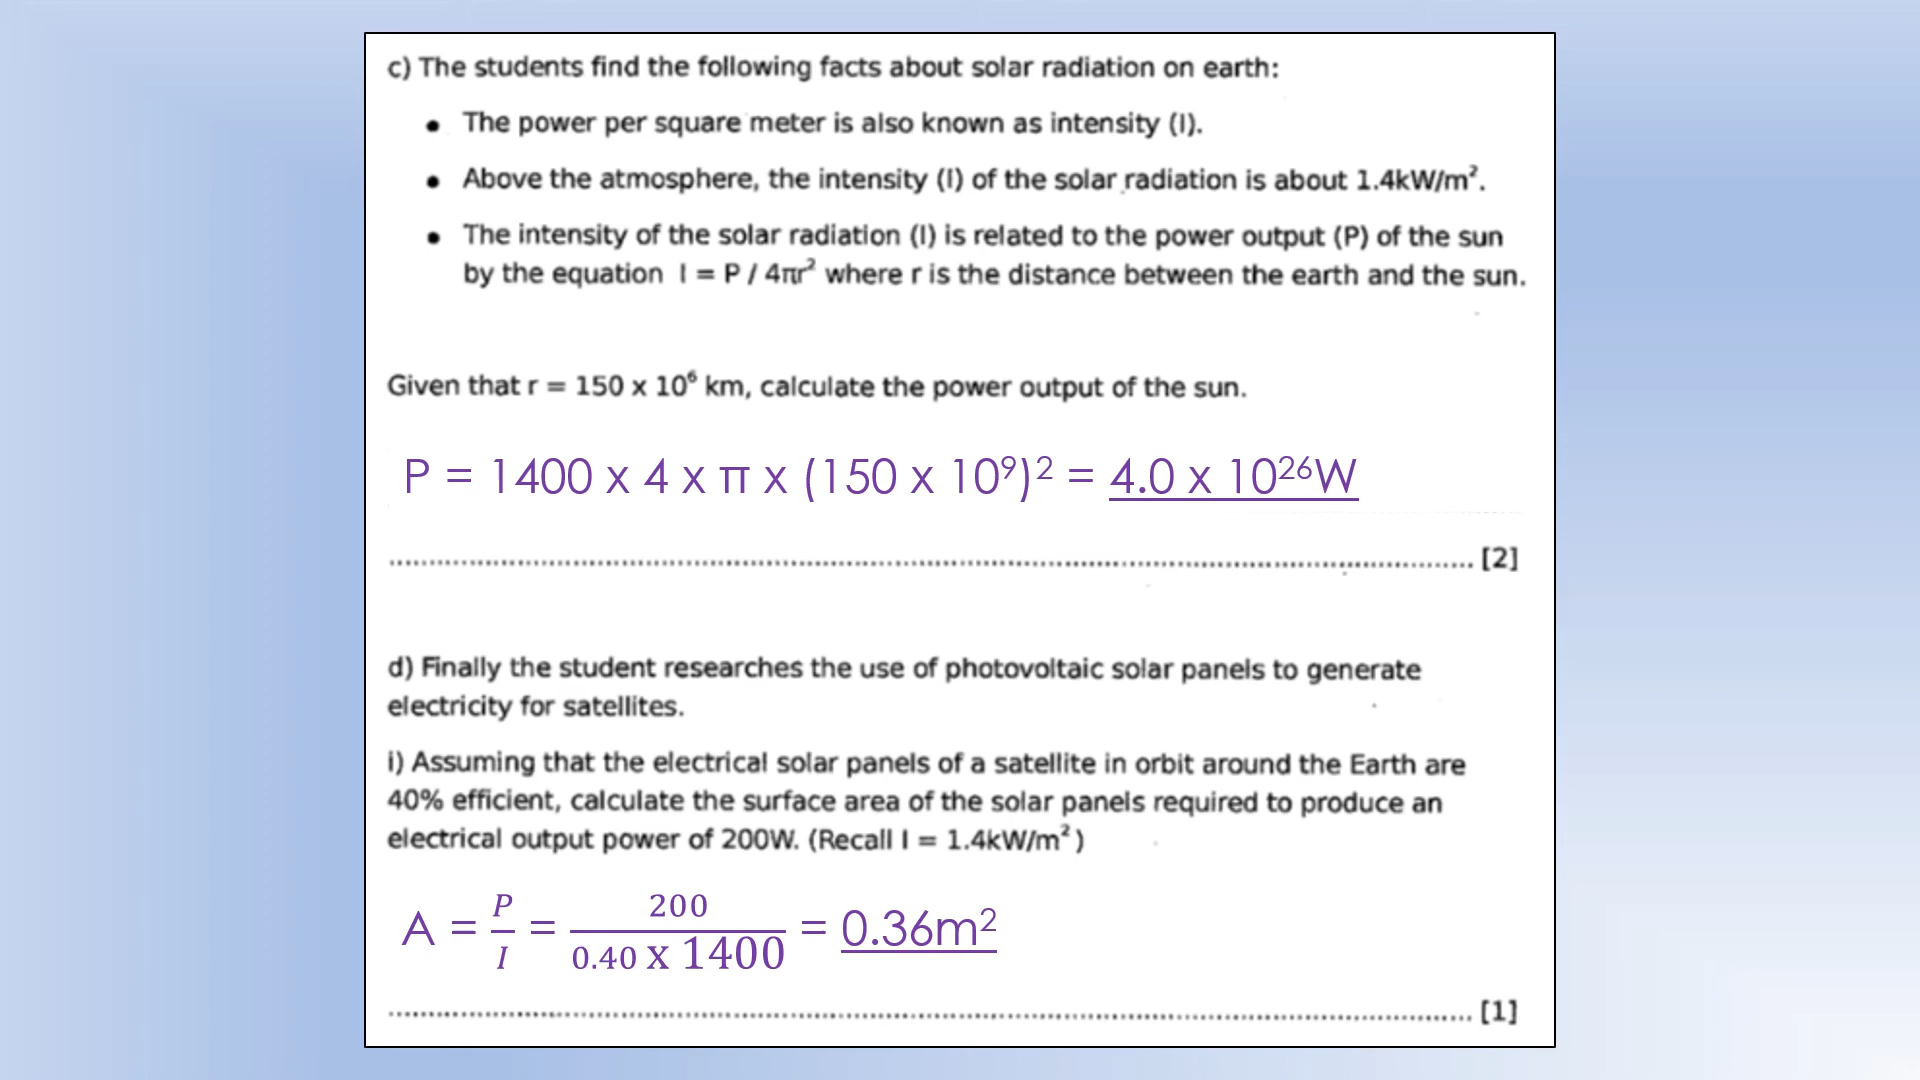 c) The students find the following facts about solar radiation on earth:
• The power per square meter is also known as intensity (I).
• Above the atmosphere, the intensity (I) of the solar radiation is about 1.4kW/m².
• The intensity of the solar radiation (I) is related to the power output (P) of the sun
by the equation I = P / 4πr² where r is the distance between the earth and the sun.
Given that r = 150 x 10⁶ km, calculate the power output of the sun.
P = 1400 x 4 x π x (150 x 10⁹)² = 4.0 x 10²⁶W
[2]
d) Finally the student researches the use of photovoltaic solar panels to generate
electricity for satellites.
i) Assuming that the electrical solar panels of a satellite in orbit around the Earth are
40% efficient, calculate the surface area of the solar panels required to produce an
electrical output power of 200W. (Recall I = 1.4kW/m² )
A = P/I = 200/(0.40 x 1400) = 0.36m²
[1]